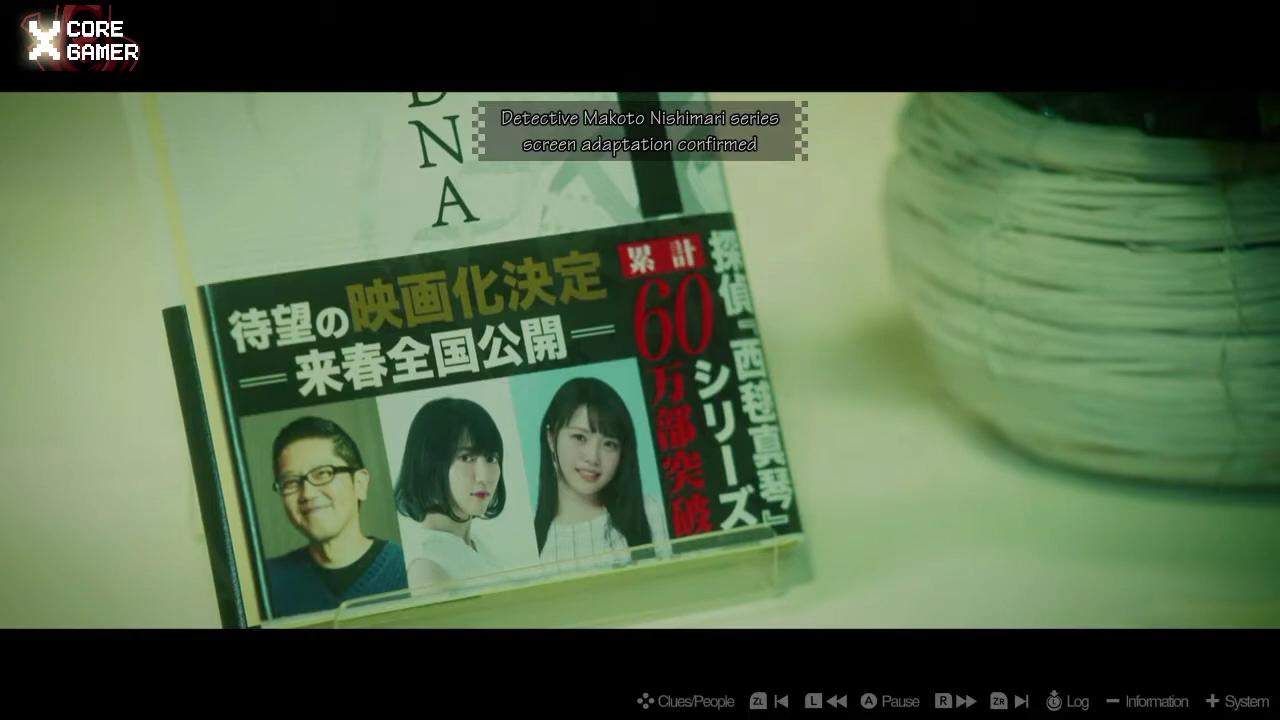 CORE
GAMER
Detective Makoto Nishimari series
screen adaptation confirmed
DNA
待望の映画化決定
来春全国公開
累計
60万部突破
探偵『西毬真琴』
シリーズ
Clues/People
ZL
L
A Pause
R
ZR
Log
Information
System